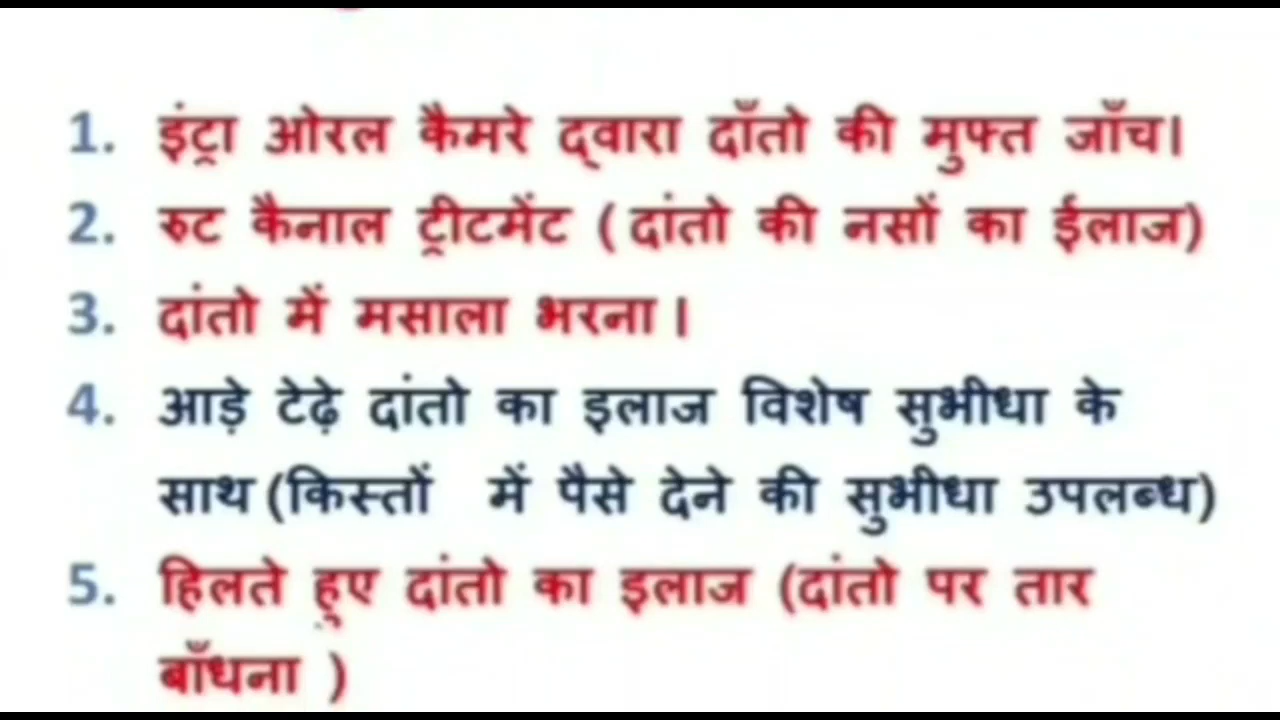 1. इंट्रा ओरल कैमरे द्वारा दाँतो की मुफ्त जाँच।
2. रुट कैनाल ट्रीटमेंट ( दांतो की नसों का ईलाज)
3. दांतो में मसाला भरना ।
4. आड़े टेढ़े दांतो का इलाज विशेष सुभीधा के
साथ (किस्तों में पैसे देने की सुभीधा उपलब्ध)
5. हिलते हुए दांतो का इलाज (दांतो पर तार
बाँधना )